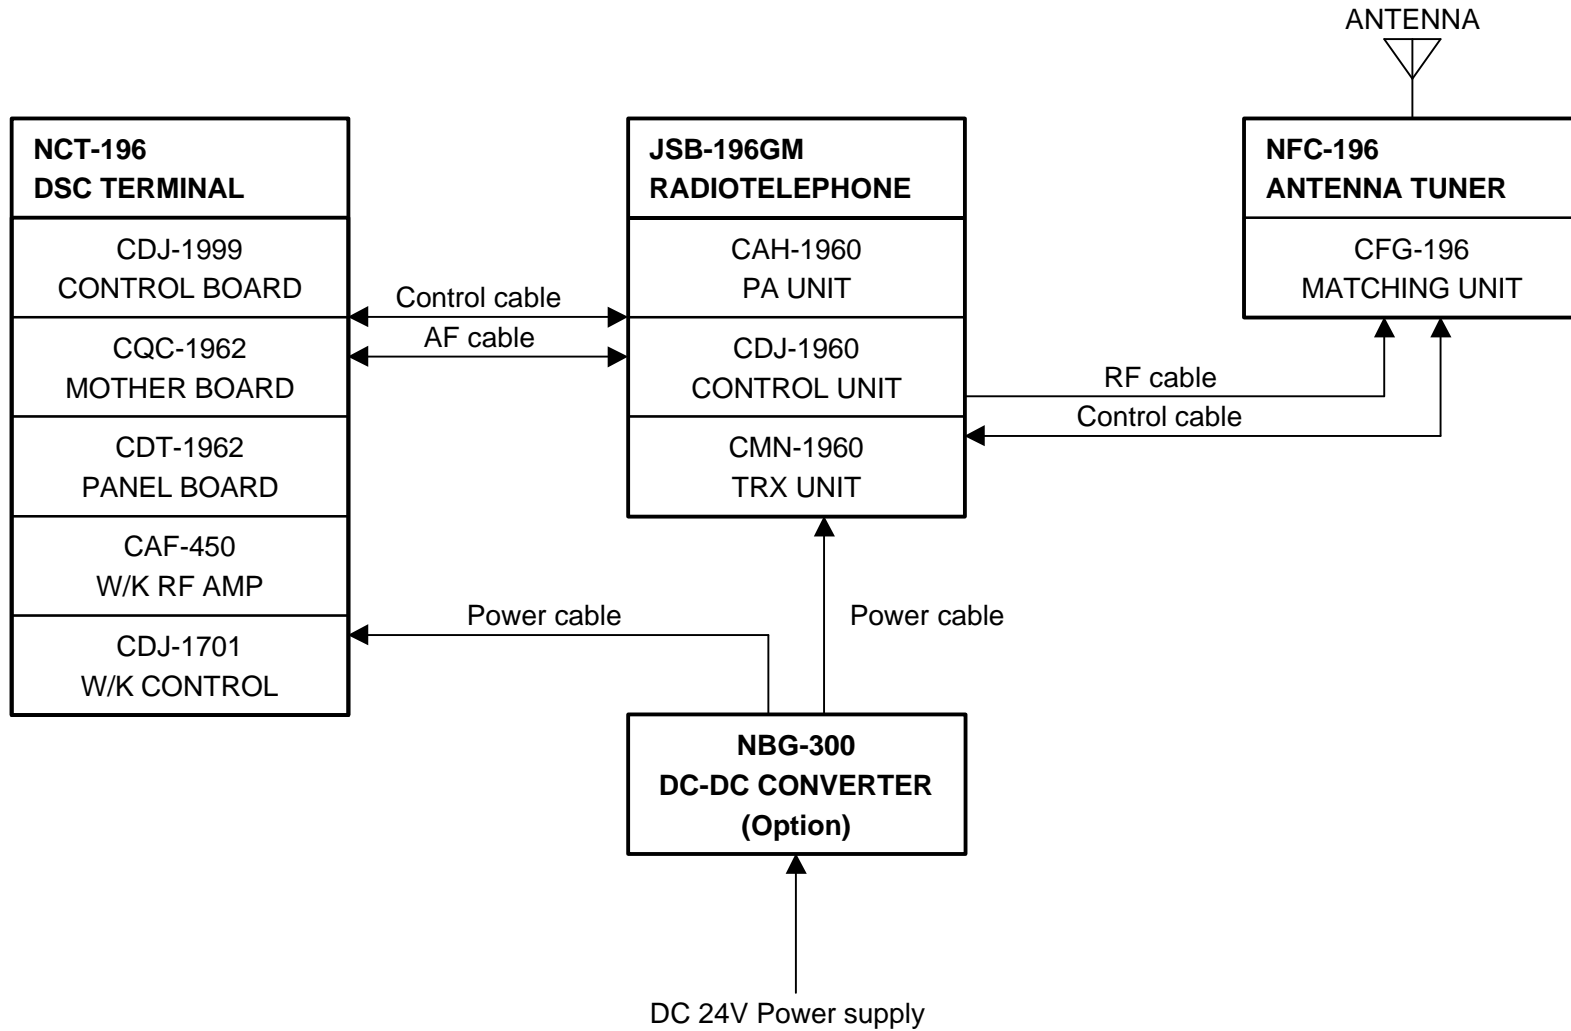 ANTENNA
NCT-196
DSC TERMINAL
CDJ-1999
CONTROL BOARD
CQC-1962
MOTHER BOARD
CDT-1962
PANEL BOARD
CAF-450
W/K RF AMP
CDJ-1701
W/K CONTROL
Control cable
AF cable
JSB-196GM
RADIOTELEPHONE
CAH-1960
PA UNIT
CDJ-1960
CONTROL UNIT
CMN-1960
TRX UNIT
RF cable
Control cable
NFC-196
ANTENNA TUNER
CFG-196
MATCHING UNIT
Power cable
Power cable
NBG-300
DC-DC CONVERTER
(Option)
DC 24V Power supply